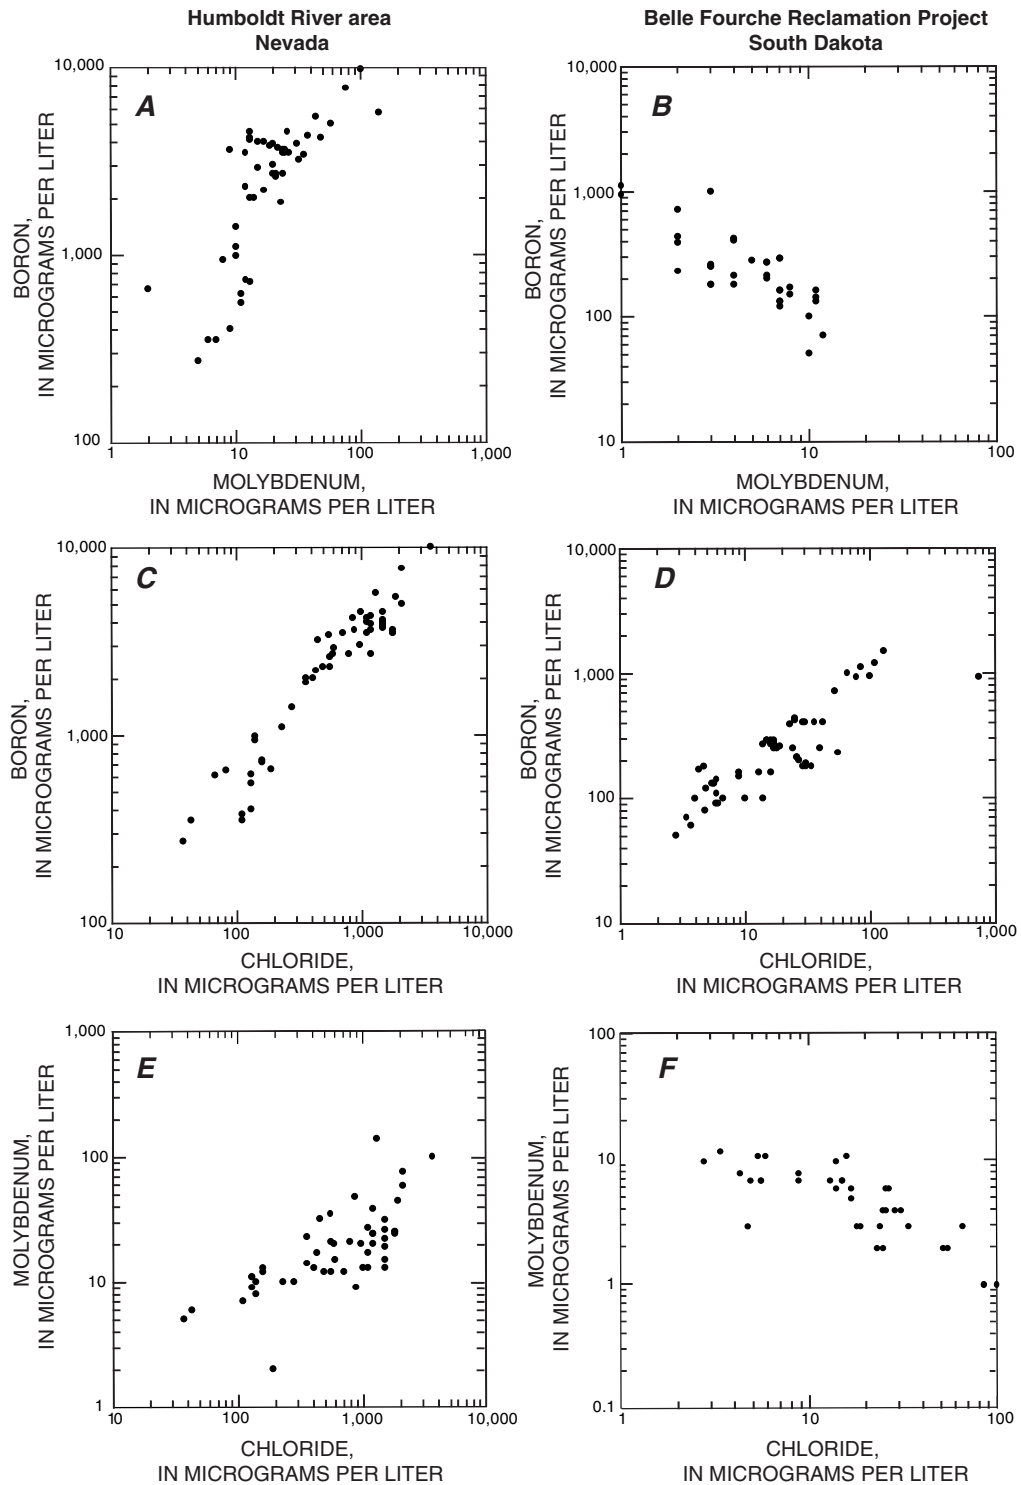 Humboldt River area
Nevada
Belle Fourche Reclamation Project
South Dakota
A
10,000
1,000
100
BORON,
IN MICROGRAMS PER LITER
1 10 100 1,000
MOLYBDENUM,
IN MICROGRAMS PER LITER
B
10,000
1,000
100
10
BORON,
IN MICROGRAMS PER LITER
1 10 100
MOLYBDENUM,
IN MICROGRAMS PER LITER
C
10,000
1,000
100
BORON,
IN MICROGRAMS PER LITER
10 100 1,000 10,000
CHLORIDE,
IN MICROGRAMS PER LITER
D
10,000
1,000
100
10
BORON,
IN MICROGRAMS PER LITER
1 10 100 1,000
CHLORIDE,
IN MICROGRAMS PER LITER
E
1,000
100
10
1
MOLYBDENUM,
IN MICROGRAMS PER LITER
10 100 1,000 10,000
CHLORIDE,
IN MICROGRAMS PER LITER
F
100
10
1
0.1
MOLYBDENUM,
IN MICROGRAMS PER LITER
1 10 100
CHLORIDE,
IN MICROGRAMS PER LITER